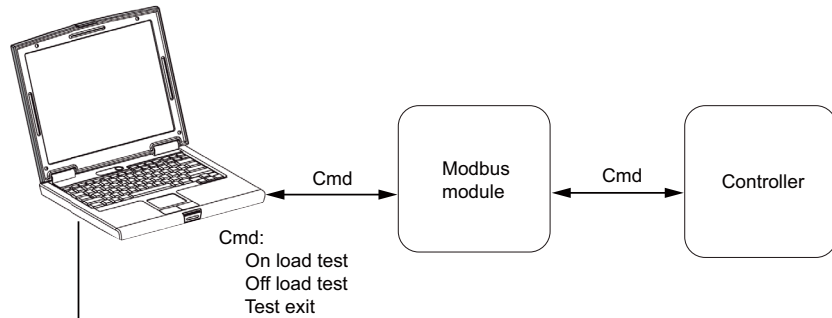 Cmd
Modbus
module
Cmd
Controller
Cmd:
On load test
Off load test
Test exit